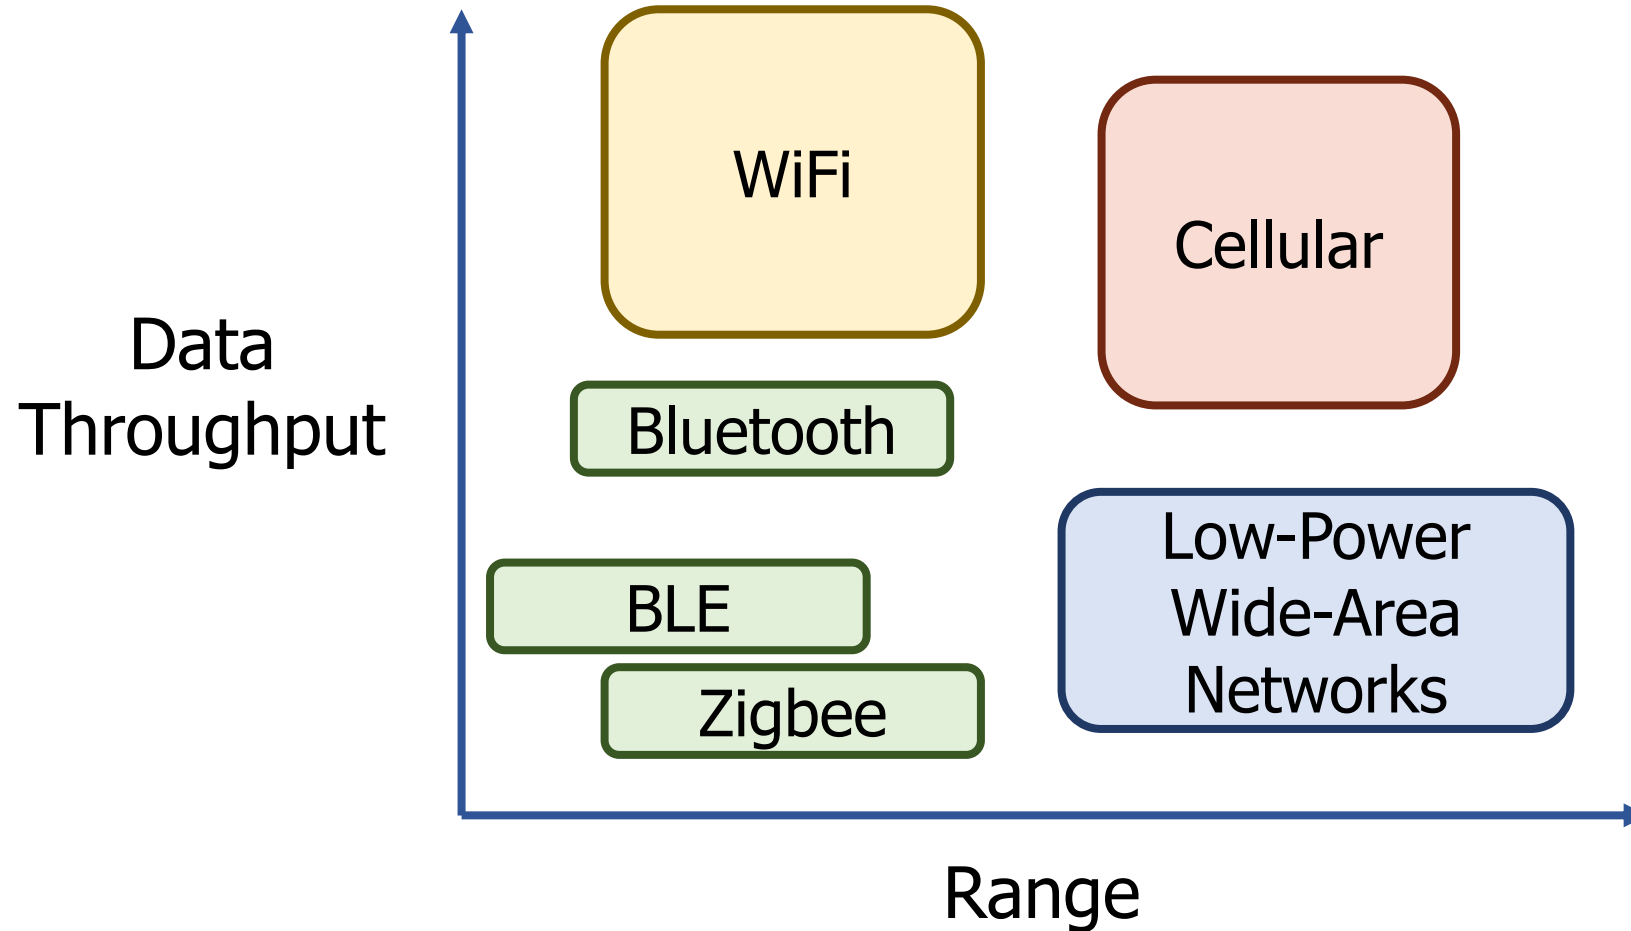 WiFi
Cellular
Data
Throughput
Bluetooth
Low-Power
Wide-Area
Networks
BLE
Zigbee
Range